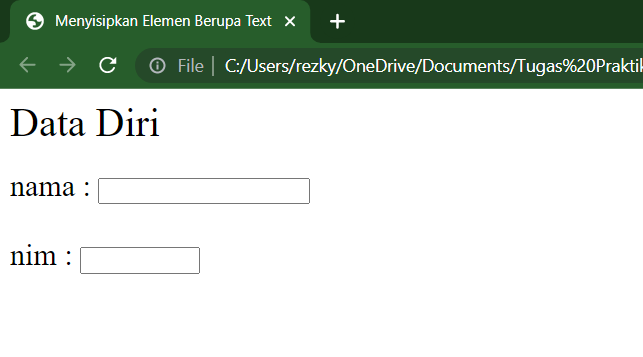 Menyisipkan Elemen Berupa Text
File | C:/Users/rezky/OneDrive/Documents/Tugas%20Praktik
Data Diri
nama :
nim :